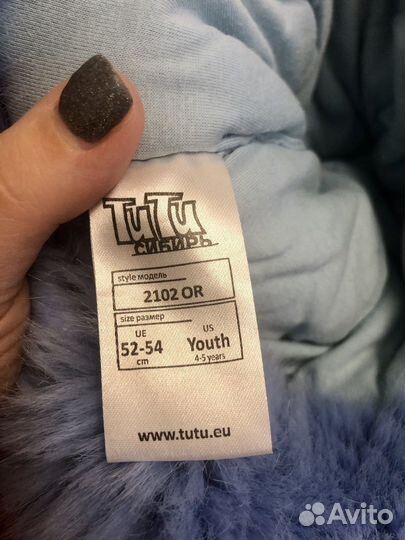 TuTu
СИБИРЬ
style модель
2102 OR
size размер
UE US
52-54 Youth
cm 4-5 years
www.tutu.eu
Avito